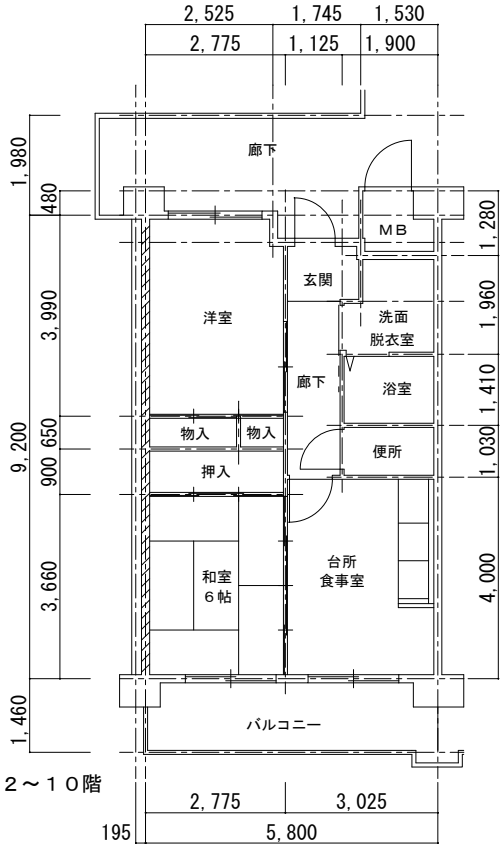 2,525 1,745 1,530
2,775 1,125 1,900
廊下
1,980
480
3,990
9,200
650
900
3,660
1,460
1,280
1,960
1,410
1,030
4,000
MB
玄関
洋室
洗面
脱衣室
廊下
浴室
物入 物入
便所
押入
台所
食事室
和室
6帖
バルコニー
2～10階
2,775 3,025
195 5,800